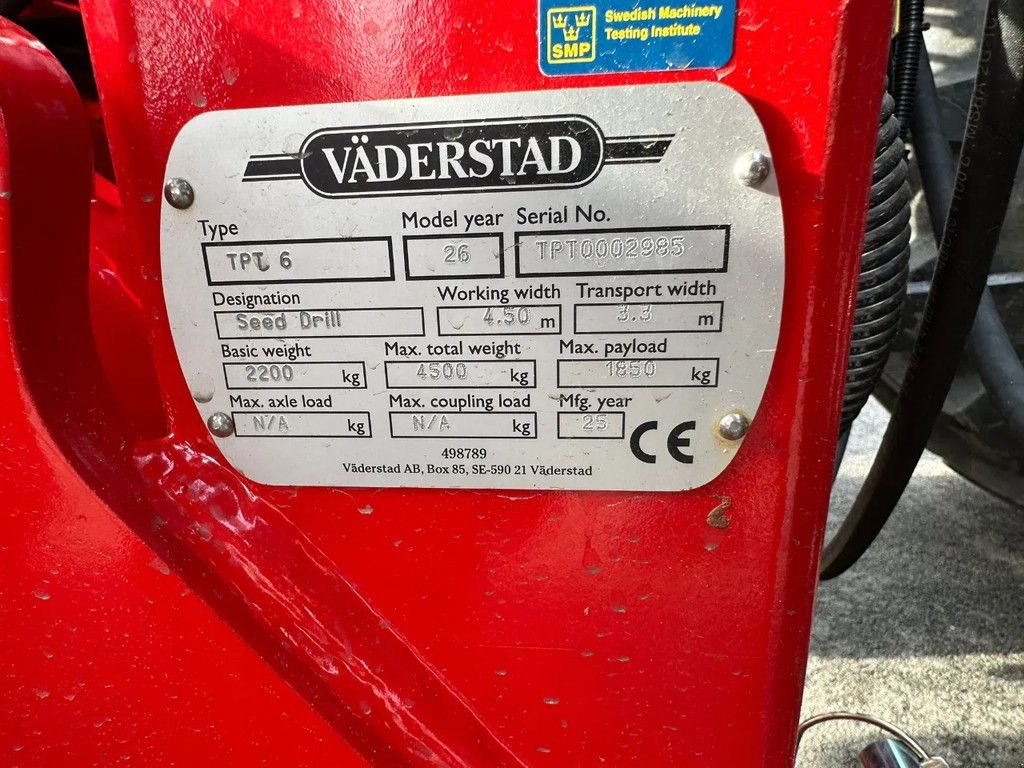 Swedish Machinery
Testing Institute
SMP
VÄDERSTAD
Type Model year Serial No.
TPT 6 26 TPT0002985
Designation Working width Transport width
Seed Drill 4.50 m 3.3 m
Basic weight Max. total weight Max. payload
2200 kg 4500 kg 1850 kg
Max. axle load Max. coupling load Mfg. year
N/A kg N/A kg 25 CE
498789
Väderstad AB, Box 85, SE-590 21 Väderstad